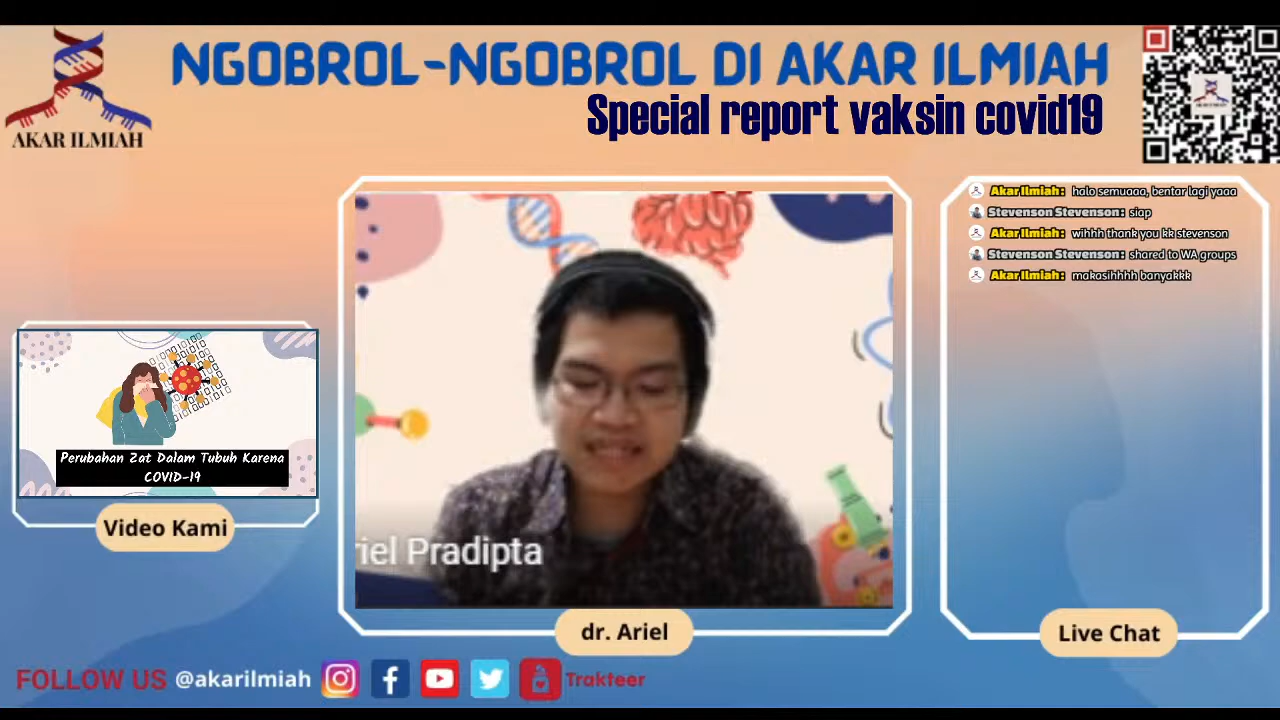 NGOBROL-NGOBROL DI AKAR ILMIAH
Special report vaksin covid19
AKAR ILMIAH
Akar Ilmiah : halo semuaaa, bentar lagi yaaa
Stevenson Stevenson : siap
Akar Ilmiah : wihhh thank you kk stevenson
Stevenson Stevenson : shared to WA groups
Akar Ilmiah : makasihhhh banyakkk
Perubahan Zat Dalam Tubuh Karena
COVID-19
Video Kami
riel Pradipta
dr. Ariel
Live Chat
FOLLOW US @akarilmiah
Trakteer